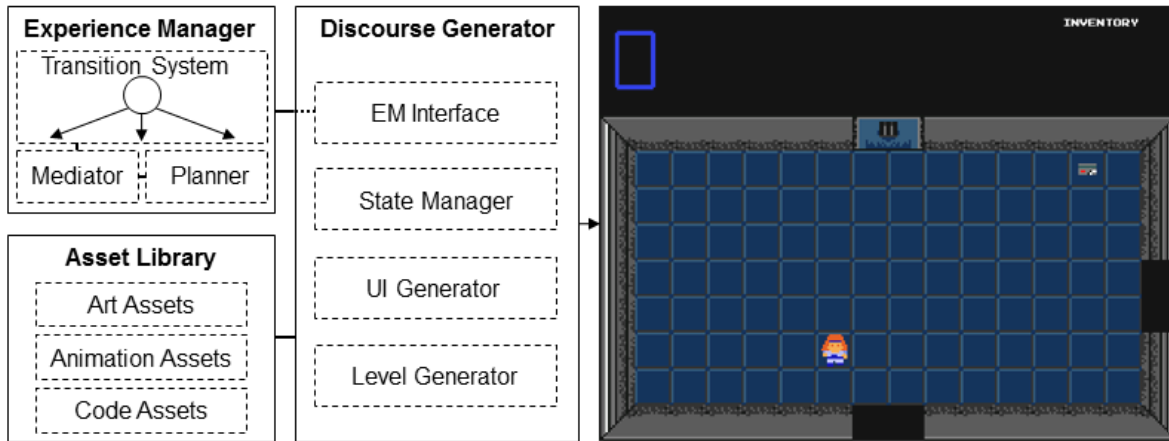 Experience Manager
Transition System
Mediator
Planner
Asset Library
Art Assets
Animation Assets
Code Assets
Discourse Generator
EM Interface
State Manager
UI Generator
Level Generator
INVENTORY